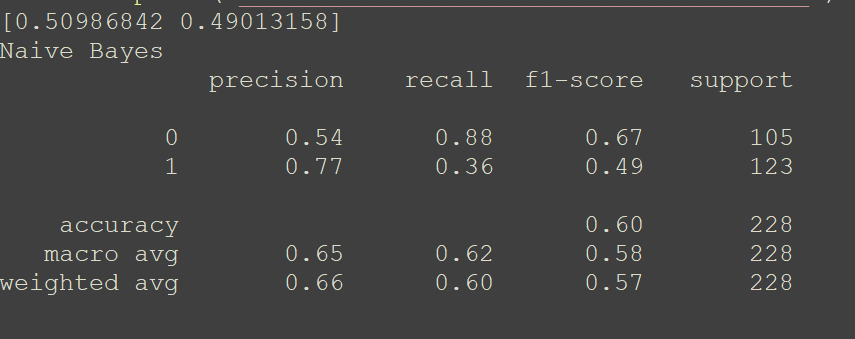 [0.50986842 0.49013158]
Naive Bayes
precision recall f1-score support
0 0.54 0.88 0.67 105
1 0.77 0.36 0.49 123
accuracy 0.60 228
macro avg 0.65 0.62 0.58 228
weighted avg 0.66 0.60 0.57 228